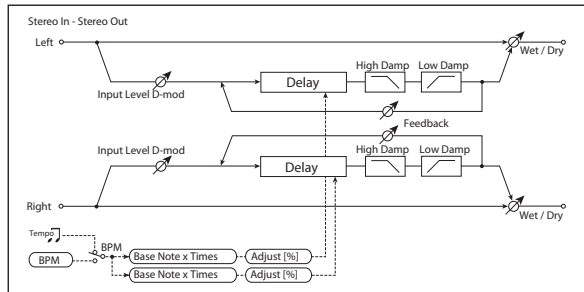 Stereo In - Stereo Out
Left
Wet / Dry
High Damp
Low Damp
Delay
Input Level D-mod
Feedback
Input Level D-mod
High Damp
Low Damp
Delay
Right
Wet / Dry
Tempo
BPM
BPM
Base Note x Times
Adjust [%]
Base Note x Times
Adjust [%]